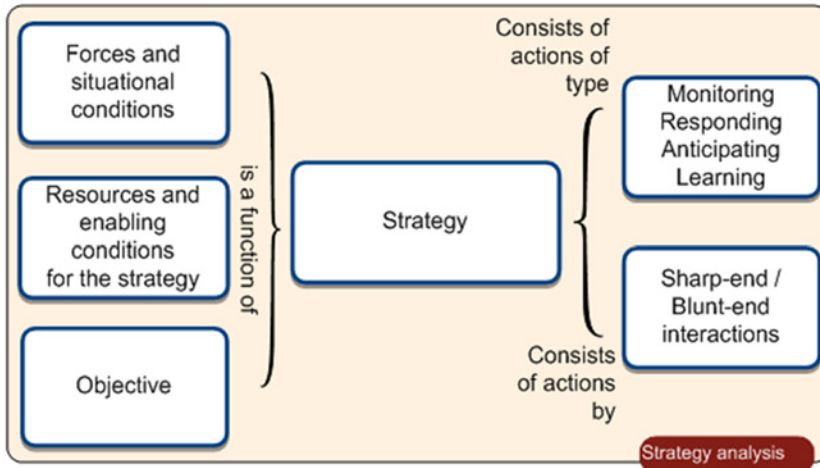 Forces and
situational
conditions
Resources and
enabling
conditions
for the strategy
Objective
is a function of
Strategy
Consists of
actions of
type
Monitoring
Responding
Anticipating
Learning
Consists
of actions
by
Sharp-end /
Blunt-end
interactions
Strategy analysis